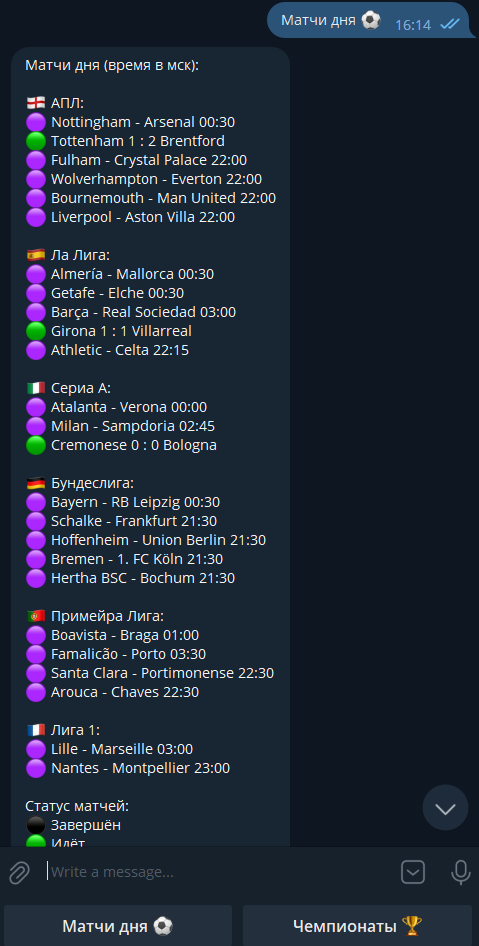 Матчи дня ⚽ 16:14
Матчи дня (время в мск):
🏴󠁧󠁢󠁥󠁮󠁧󠁿 АПЛ:
🟣 Nottingham - Arsenal 00:30
🟢 Tottenham 1 : 2 Brentford
🟣 Fulham - Crystal Palace 22:00
🟣 Wolverhampton - Everton 22:00
🟣 Bournemouth - Man United 22:00
🟣 Liverpool - Aston Villa 22:00
🇪🇸 Ла Лига:
🟣 Almería - Mallorca 00:30
🟣 Getafe - Elche 00:30
🟣 Barça - Real Sociedad 03:00
🟢 Girona 1 : 1 Villarreal
🟣 Athletic - Celta 22:15
🇮🇹 Сериа А:
🟣 Atalanta - Verona 00:00
🟣 Milan - Sampdoria 02:45
🟢 Cremonese 0 : 0 Bologna
🇩🇪 Бундеслига:
🟣 Bayern - RB Leipzig 00:30
🟣 Schalke - Frankfurt 21:30
🟣 Hoffenheim - Union Berlin 21:30
🟣 Bremen - 1. FC Köln 21:30
🟣 Hertha BSC - Bochum 21:30
🇵🇹 Примейра Лига:
🟣 Boavista - Braga 01:00
🟣 Famalicão - Porto 03:30
🟣 Santa Clara - Portimonense 22:30
🟣 Arouca - Chaves 22:30
🇫🇷 Лига 1:
🟣 Lille - Marseille 03:00
🟣 Nantes - Montpellier 23:00
Статус матчей:
⚫ Завершён
🟢 Идёт
Write a message...
Матчи дня ⚽
Чемпионаты 🏆